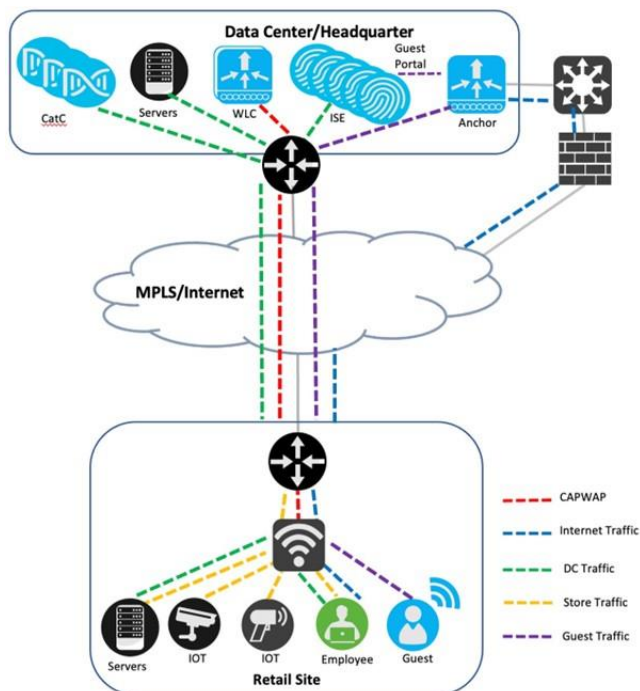 Data Center/Headquarter
Guest
Portal
CatC
Servers
WLC
ISE
Anchor
MPLS/Internet
CAPWAP
Internet Traffic
DC Traffic
Store Traffic
Guest Traffic
Servers
IOT
IOT
Employee
Guest
Retail Site